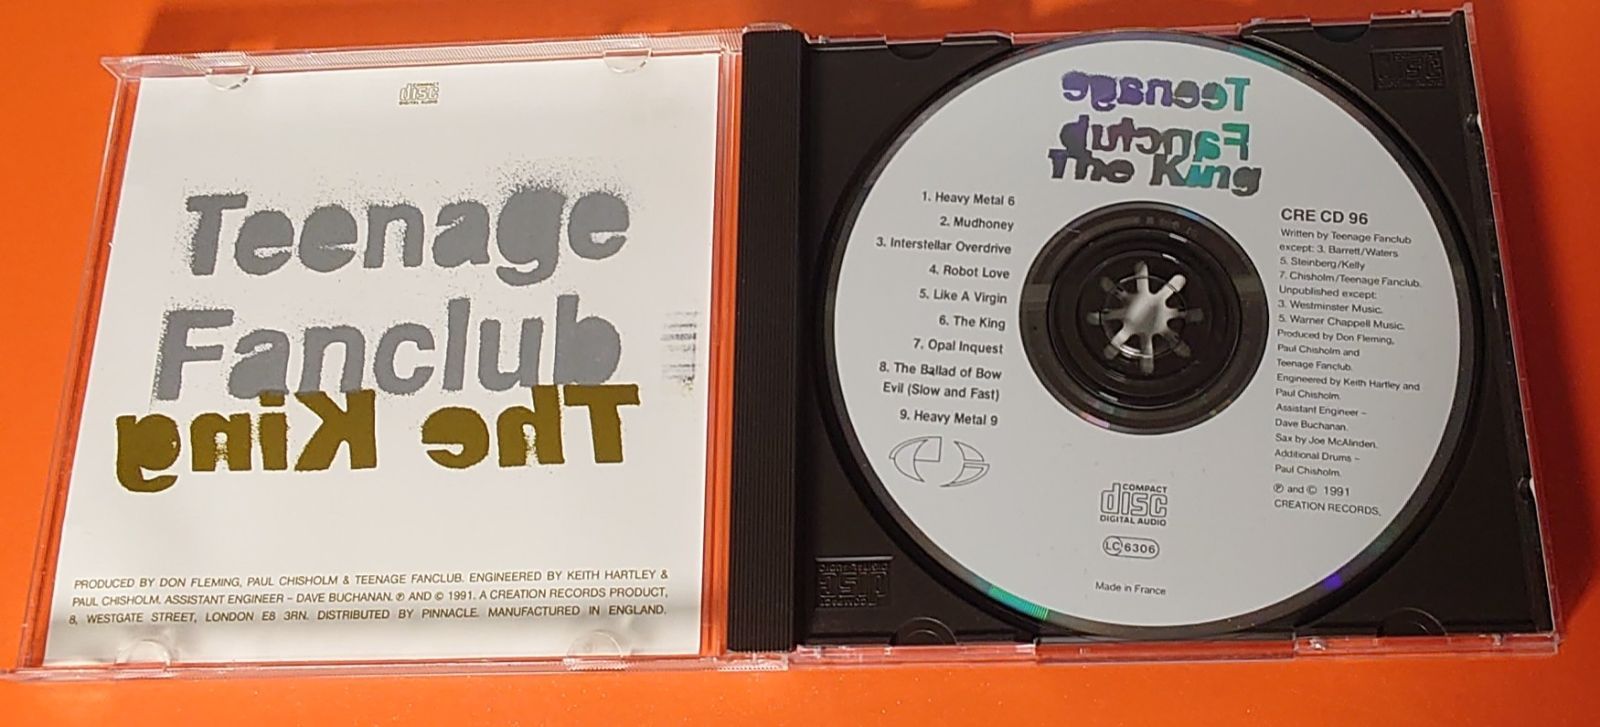 COMPACT
disc
DIGITAL AUDIO
Teenage
Fanclub
The King
PRODUCED BY DON FLEMING, PAUL CHISHOLM & TEENAGE FANCLUB. ENGINEERED BY KEITH HARTLEY &
PAUL CHISHOLM. ASSISTANT ENGINEER – DAVE BUCHANAN. ℗ AND © 1991. A CREATION RECORDS PRODUCT,
8, WESTGATE STREET, LONDON E8 3RN. DISTRIBUTED BY PINNACLE. MANUFACTURED IN ENGLAND.
Teenage
Fanclub
The King
1. Heavy Metal 6
2. Mudhoney
3. Interstellar Overdrive
4. Robot Love
5. Like A Virgin
6. The King
7. Opal Inquest
8. The Ballad of Bow
Evil (Slow and Fast)
9. Heavy Metal 9
CRE CD 96
Written by Teenage Fanclub
except: 3. Barrett/Waters
5. Steinberg/Kelly
7. Chisholm/Teenage Fanclub.
Unpublished except:
3. Westminster Music.
5. Warner Chappell Music.
Produced by Don Fleming,
Paul Chisholm and
Teenage Fanclub.
Engineered by Keith Hartley and
Paul Chisholm.
Assistant Engineer –
Dave Buchanan.
Sax by Joe McAlinden.
Additional Drums –
Paul Chisholm.
℗ and © 1991
CREATION RECORDS.
COMPACT
disc
DIGITAL AUDIO
LC 6306
Made in France